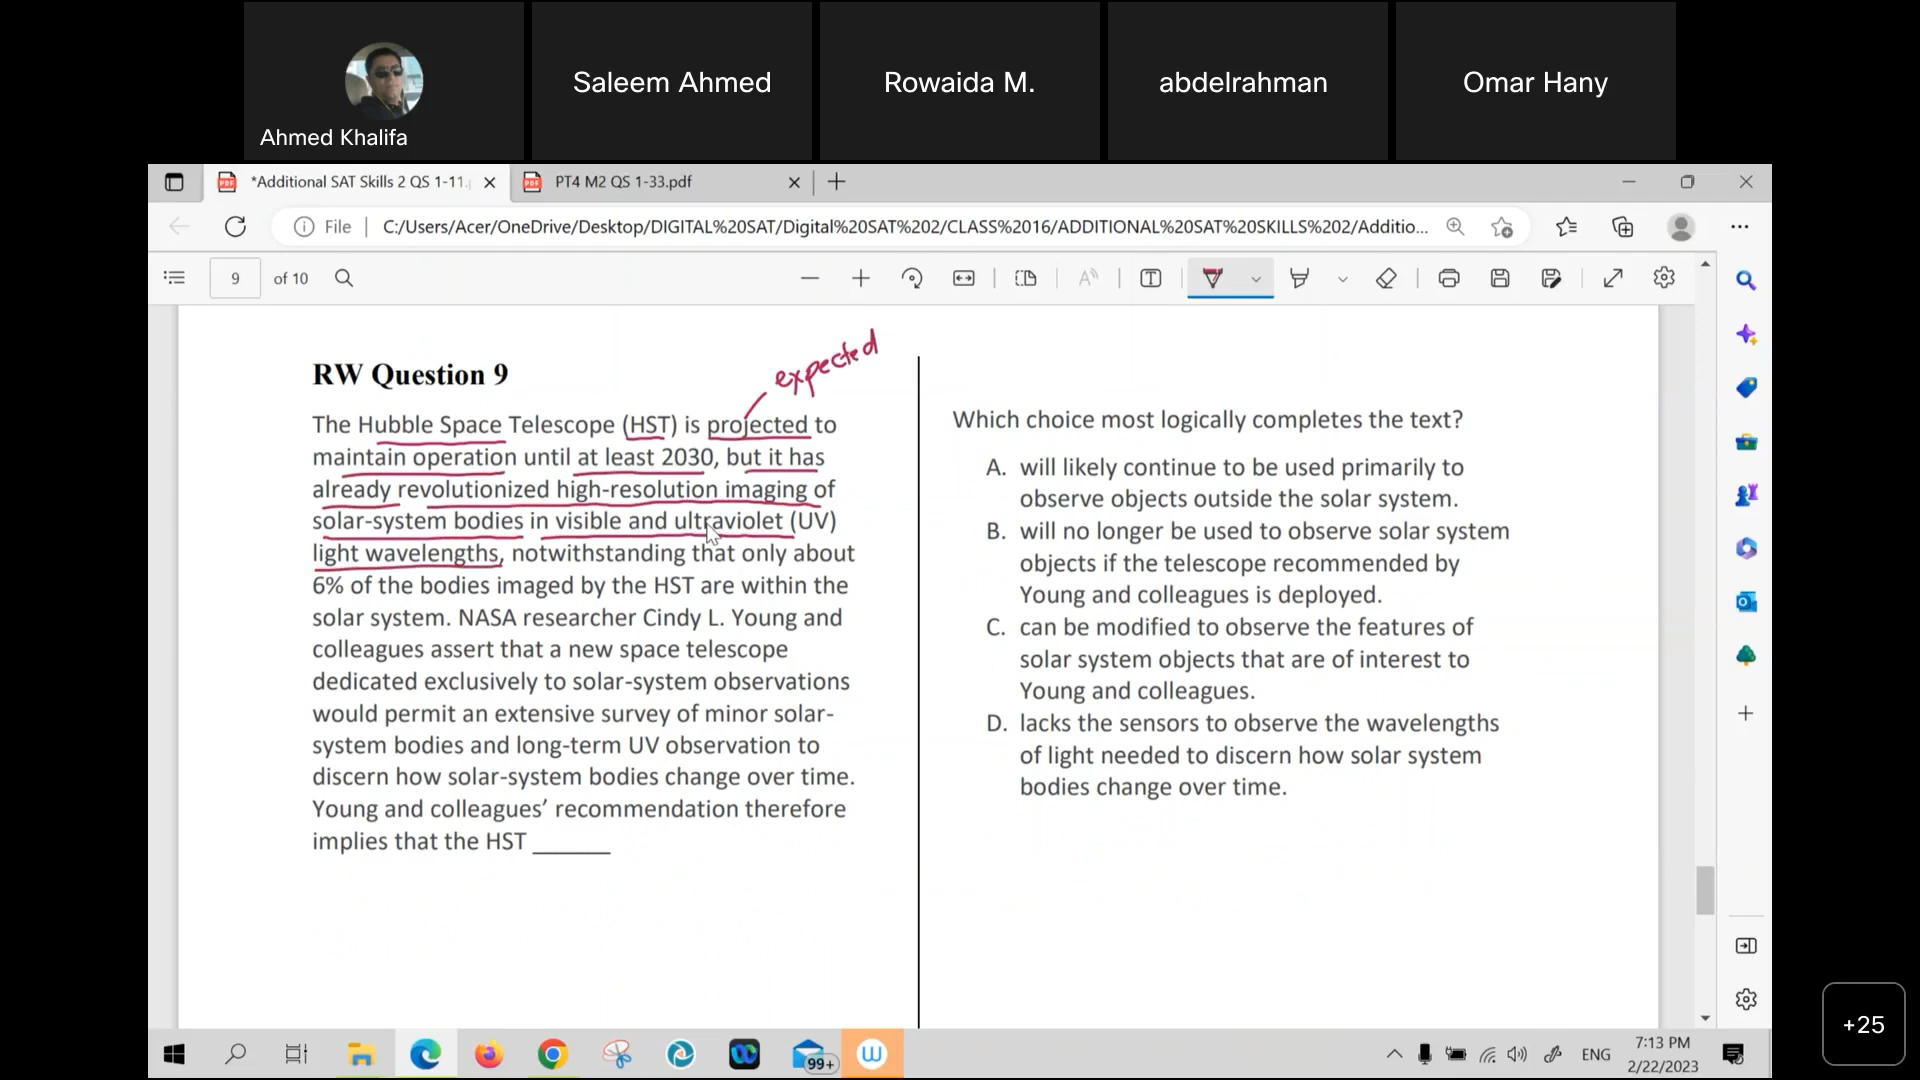 Ahmed Khalifa
Saleem Ahmed
Rowaida M.
abdelrahman
Omar Hany
*Additional SAT Skills 2 QS 1-11.
PT4 M2 QS 1-33.pdf
File
C:/Users/Acer/OneDrive/Desktop/DIGITAL%20SAT/Digital%20SAT%202/CLASS%2016/ADDITIONAL%20SAT%20SKILLS%202/Additio...
9 of 10
expected
RW Question 9
The Hubble Space Telescope (HST) is projected to
maintain operation until at least 2030, but it has
already revolutionized high-resolution imaging of
solar-system bodies in visible and ultraviolet (UV)
light wavelengths, notwithstanding that only about
6% of the bodies imaged by the HST are within the
solar system. NASA researcher Cindy L. Young and
colleagues assert that a new space telescope
dedicated exclusively to solar-system observations
would permit an extensive survey of minor solar-
system bodies and long-term UV observation to
discern how solar-system bodies change over time.
Young and colleagues’ recommendation therefore
implies that the HST ______
Which choice most logically completes the text?
A. will likely continue to be used primarily to
observe objects outside the solar system.
B. will no longer be used to observe solar system
objects if the telescope recommended by
Young and colleagues is deployed.
C. can be modified to observe the features of
solar system objects that are of interest to
Young and colleagues.
D. lacks the sensors to observe the wavelengths
of light needed to discern how solar system
bodies change over time.
+25
99+
ENG
7:13 PM
2/22/2023